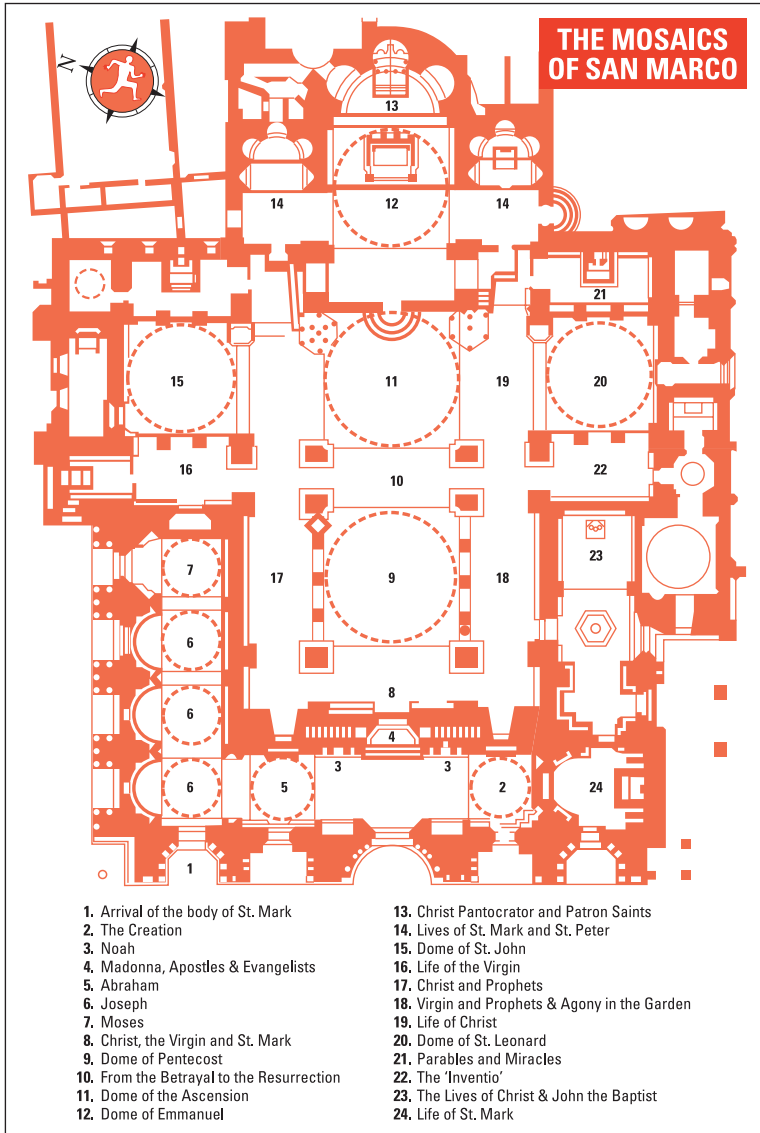 THE MOSAICS
OF SAN MARCO
N
13
14
12
14
21
15
11
19
20
16
10
22
23
7
17
9
18
6
6
8
4
3
3
6
5
2
24
1
1. Arrival of the body of St. Mark
2. The Creation
3. Noah
4. Madonna, Apostles & Evangelists
5. Abraham
6. Joseph
7. Moses
8. Christ, the Virgin and St. Mark
9. Dome of Pentecost
10. From the Betrayal to the Resurrection
11. Dome of the Ascension
12. Dome of Emmanuel
13. Christ Pantocrator and Patron Saints
14. Lives of St. Mark and St. Peter
15. Dome of St. John
16. Life of the Virgin
17. Christ and Prophets
18. Virgin and Prophets & Agony in the Garden
19. Life of Christ
20. Dome of St. Leonard
21. Parables and Miracles
22. The ‘Inventio’
23. The Lives of Christ & John the Baptist
24. Life of St. Mark